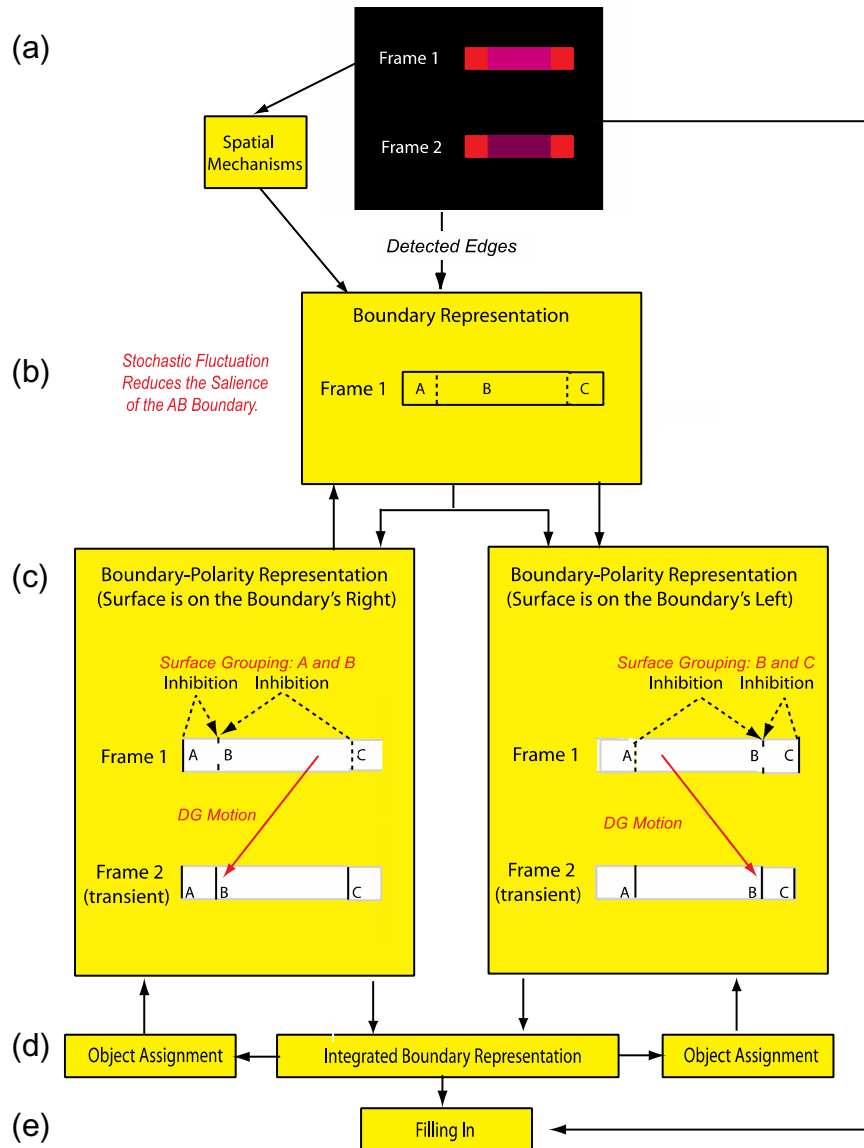 (a)
Frame 1
Spatial
Mechanisms
Frame 2
Detected Edges
Boundary Representation
(b)
Stochastic Fluctuation
Reduces the Salience
of the AB Boundary.
Frame 1
A B C
(c)
Boundary-Polarity Representation
(Surface is on the Boundary's Right)
Surface Grouping: A and B
Inhibition Inhibition
Frame 1
A B C
DG Motion
Frame 2
(transient)
A B C
Boundary-Polarity Representation
(Surface is on the Boundary's Left)
Surface Grouping: B and C
Inhibition Inhibition
Frame 1
A B C
DG Motion
Frame 2
(transient)
A B C
(d)
Object Assignment
Integrated Boundary Representation
Object Assignment
(e)
Filling In